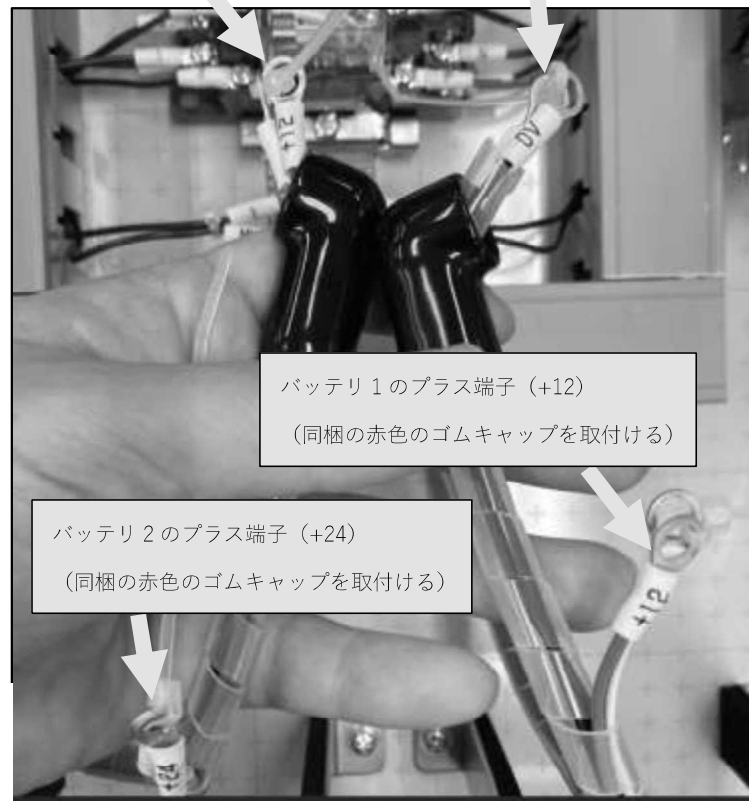 +12
0V
バッテリ１のプラス端子（+12）
（同梱の赤色のゴムキャップを取付ける）
バッテリ２のプラス端子（+24）
（同梱の赤色のゴムキャップを取付ける）
+12
+24